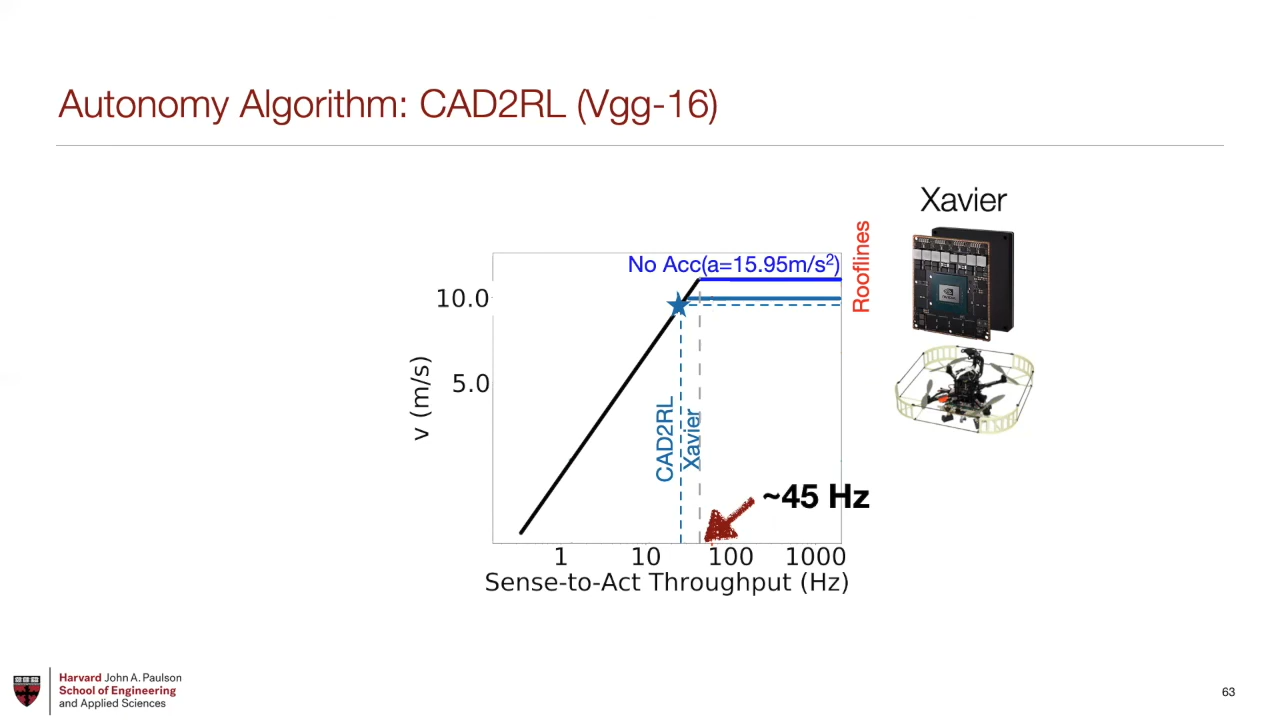 Autonomy Algorithm: CAD2RL (Vgg-16)
Xavier
Rooflines
No Acc(a=15.95m/s²)
10.0
5.0
v (m/s)
CAD2RL
Xavier
~45 Hz
1 10 100 1000
Sense-to-Act Throughput (Hz)
Harvard John A. Paulson
School of Engineering
and Applied Sciences
63